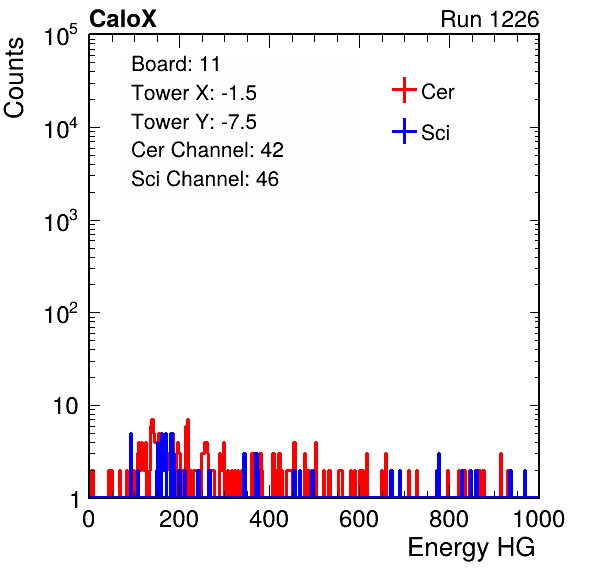 CaloX Run 1226
Counts
Board: 11
Tower X: -1.5
Tower Y: -7.5
Cer Channel: 42
Sci Channel: 46
Cer
Sci
10^5
10^4
10^3
10^2
10
1
0 200 400 600 800 1000
Energy HG